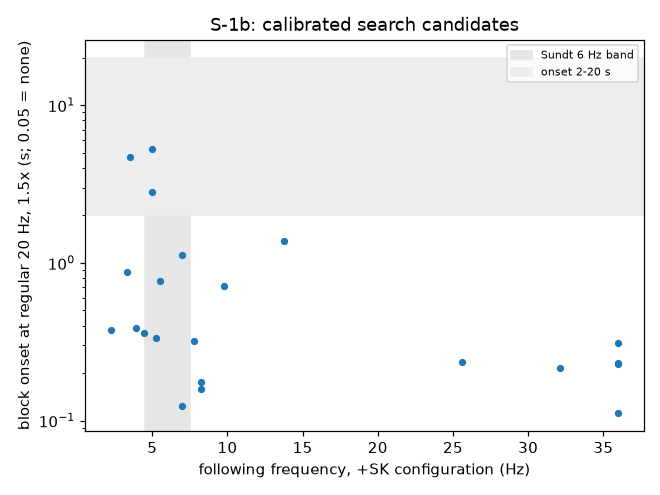 S-1b: calibrated search candidates
Sundt 6 Hz band
onset 2-20 s
block onset at regular 20 Hz, 1.5x (s; 0.05 = none)
10¹
10⁰
10⁻¹
5 10 15 20 25 30 35
following frequency, +SK configuration (Hz)